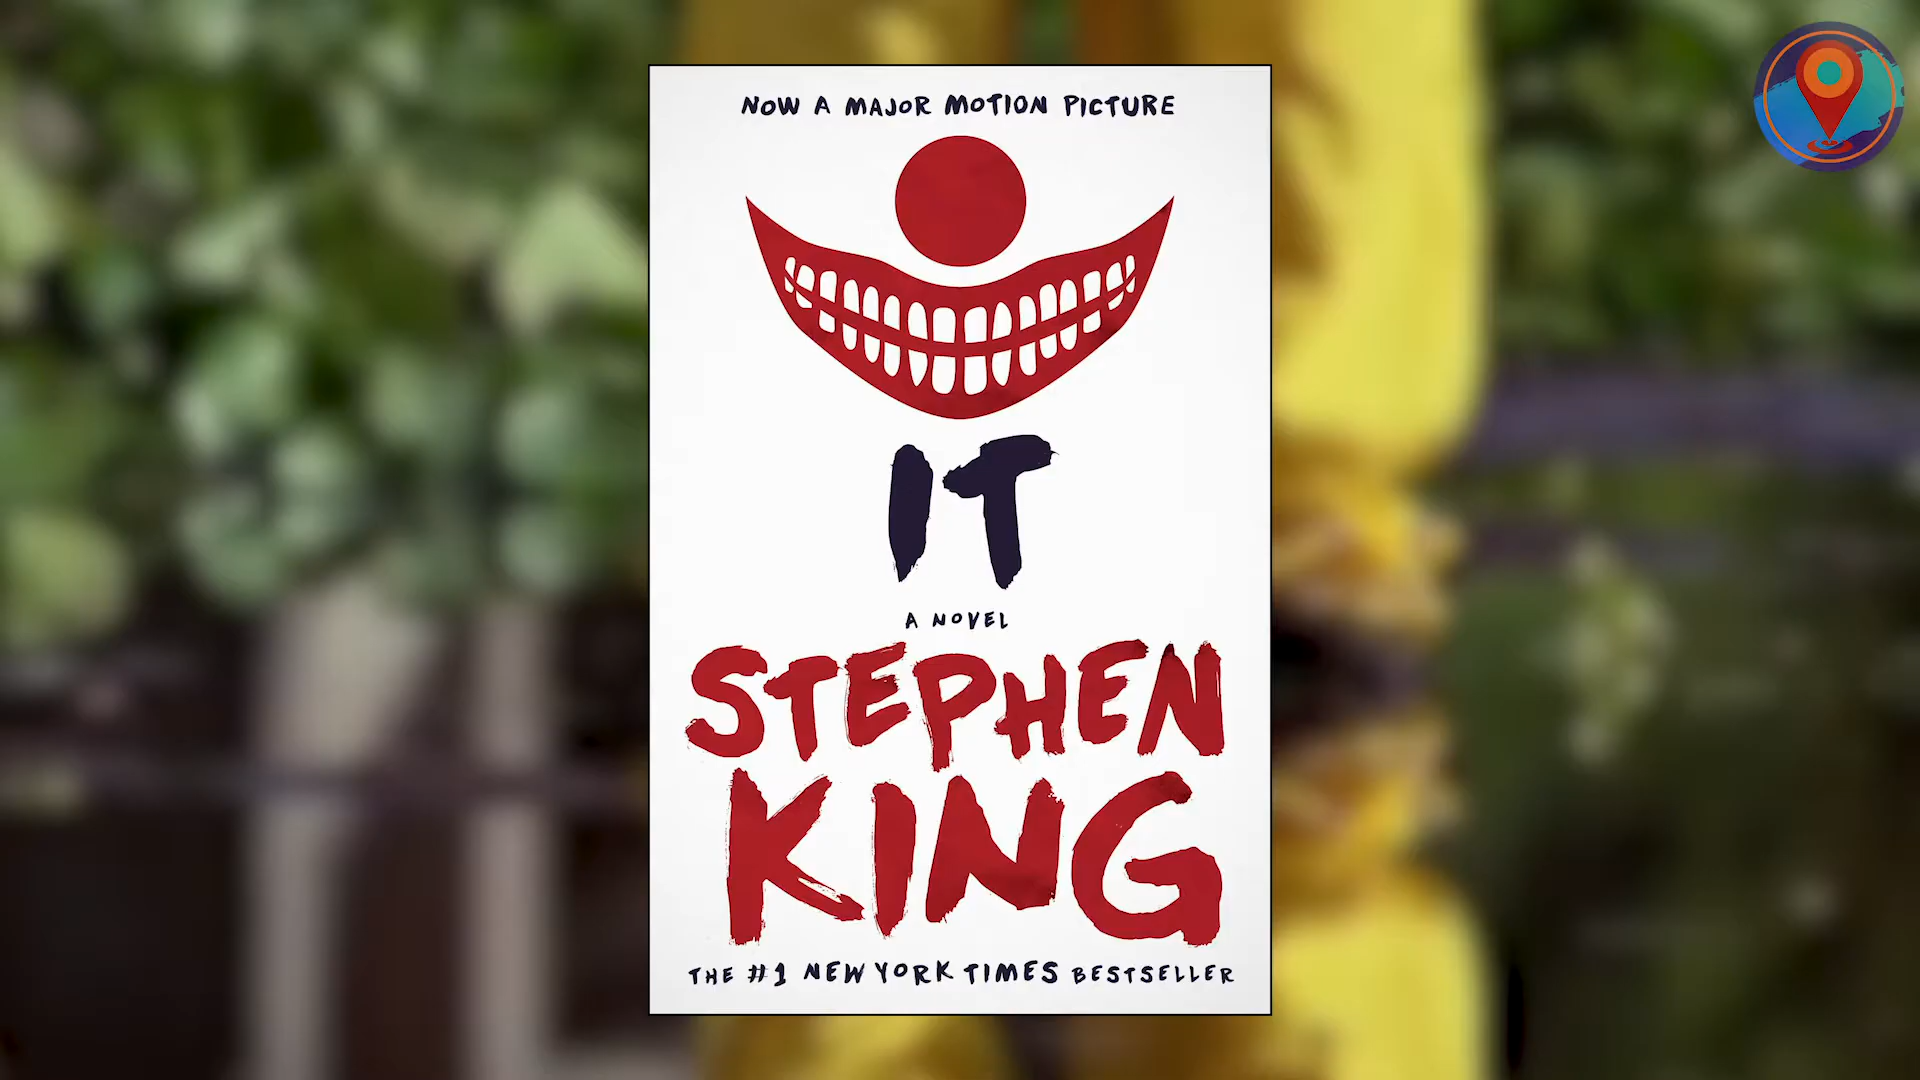 NOW A MAJOR MOTION PICTURE
IT
A NOVEL
STEPHEN
KING
THE #1 NEW YORK TIMES BESTSELLER